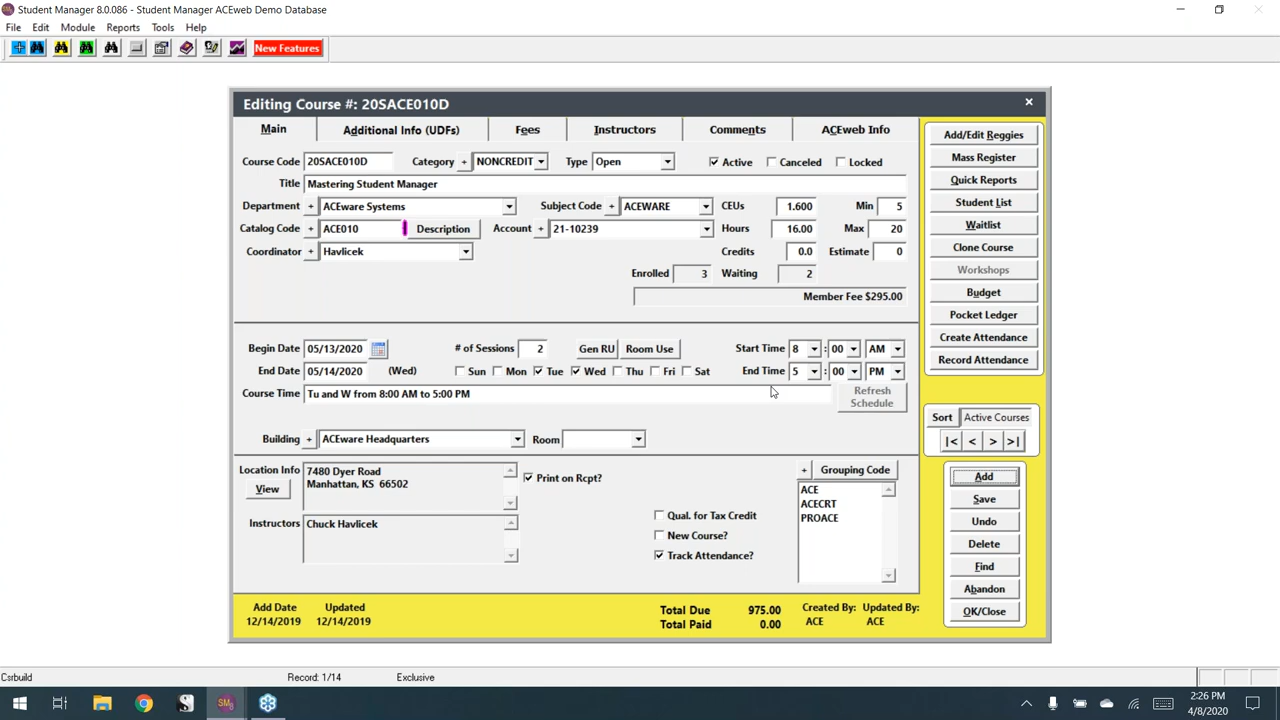 Student Manager 8.0.086 - Student Manager ACEweb Demo Database
File Edit Module Reports Tools Help
New Features
Editing Course #: 20SACE010D
Main Additional Info (UDFs) Fees Instructors Comments ACEweb Info
Course Code 20SACE010D Category + NONCREDIT Type Open Active Canceled Locked
Title Mastering Student Manager
Department + ACEware Systems Subject Code + ACEWARE CEUs 1.600 Min 5
Catalog Code + ACE010 Description Account + 21-10239 Hours 16.00 Max 20
Coordinator + Havlicek Credits 0.0 Estimate 0
Enrolled 3 Waiting 2
Member Fee $295.00
Begin Date 05/13/2020 # of Sessions 2 Gen RU Room Use Start Time 8 : 00 AM
End Date 05/14/2020 (Wed) Sun Mon Tue Wed Thu Fri Sat End Time 5 : 00 PM
Course Time Tu and W from 8:00 AM to 5:00 PM Refresh Schedule
Building + ACEware Headquarters Room
Location Info 7480 Dyer Road
Manhattan, KS 66502
View
Print on Rcpt?
+ Grouping Code
ACE
ACECRT
PROACE
Instructors Chuck Havlicek
Qual. for Tax Credit
New Course?
Track Attendance?
Add Date Updated Total Due 975.00 Created By: Updated By:
12/14/2019 12/14/2019 Total Paid 0.00 ACE ACE
Add/Edit Reggies
Mass Register
Quick Reports
Student List
Waitlist
Clone Course
Workshops
Budget
Pocket Ledger
Create Attendance
Record Attendance
Sort Active Courses
|< < > >|
Add
Save
Undo
Delete
Find
Abandon
OK/Close
Csrbuild Record: 1/14 Exclusive
2:26 PM
4/8/2020